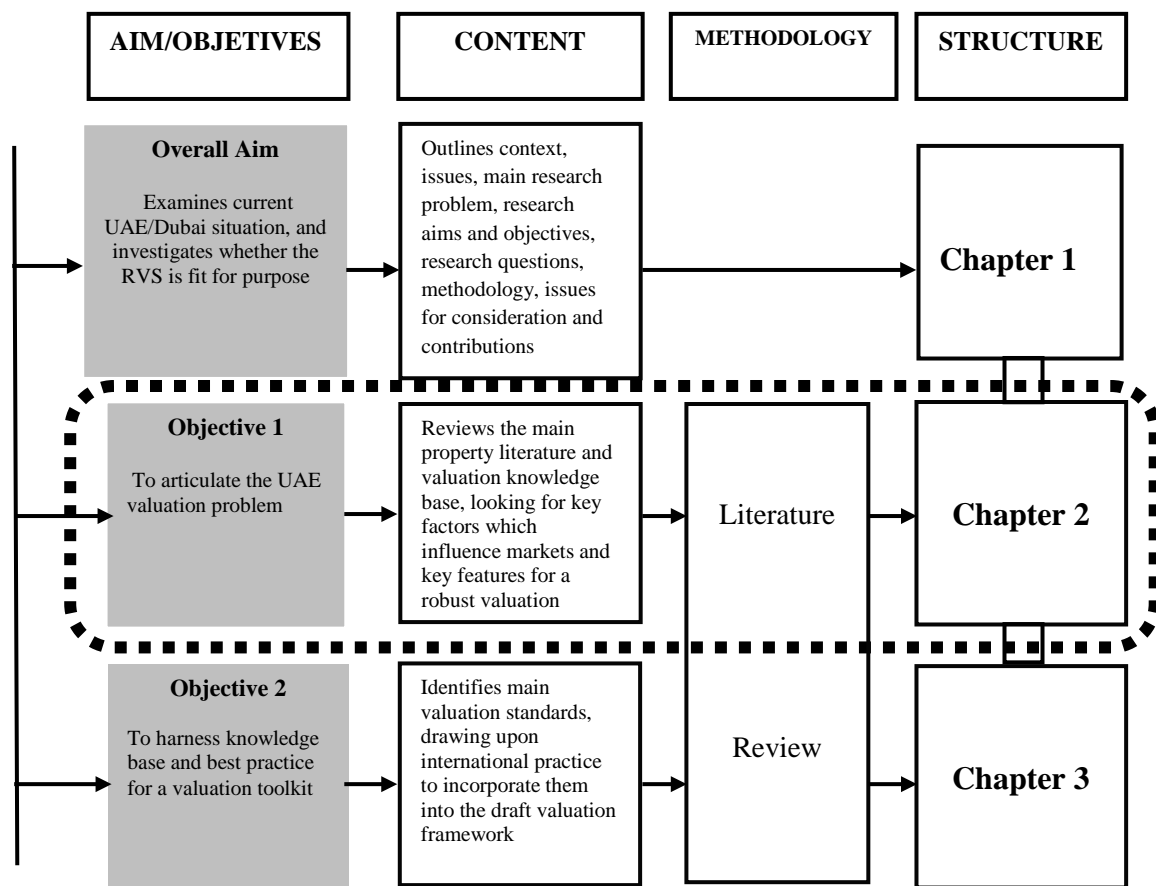 AIM/OBJETIVES
CONTENT
METHODOLOGY
STRUCTURE
Overall Aim
Examines current
UAE/Dubai situation, and
investigates whether the
RVS is fit for purpose
Outlines context,
issues, main research
problem, research
aims and objectives,
research questions,
methodology, issues
for consideration and
contributions
Chapter 1
Objective 1
To articulate the UAE
valuation problem
Reviews the main
property literature and
valuation knowledge
base, looking for key
factors which
influence markets and
key features for a
robust valuation
Literature
Chapter 2
Objective 2
To harness knowledge
base and best practice
for a valuation toolkit
Identifies main
valuation standards,
drawing upon
international practice
to incorporate them
into the draft valuation
framework
Review
Chapter 3